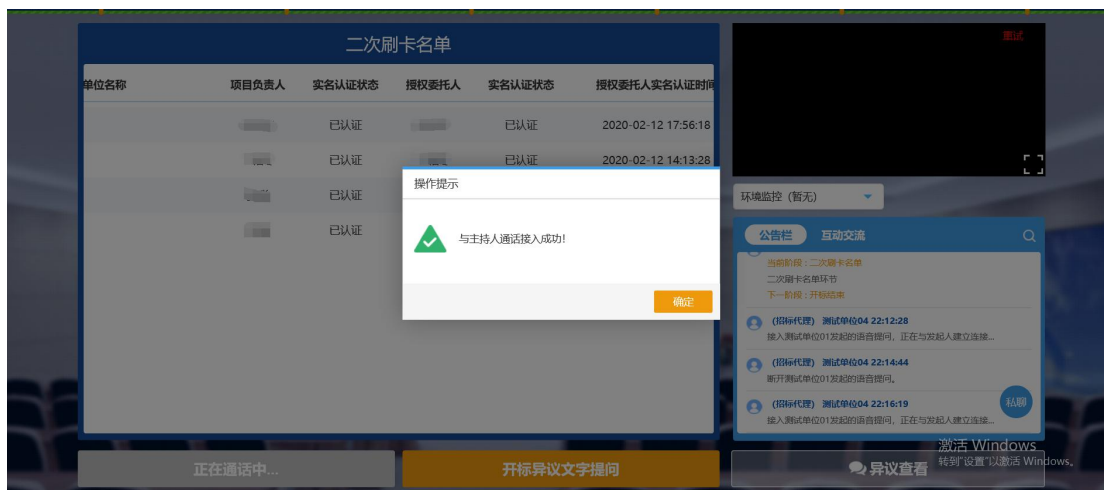 二次刷卡名单
重试
单位名称 项目负责人 实名认证状态 授权委托人 实名认证状态 授权委托人实名认证时间
已认证 已认证 2020-02-12 17:56:18
已认证 已认证 2020-02-12 14:13:28
已认证
已认证
操作提示
与主持人通话接入成功!
确定
环境监控 (暂无)
公告栏 互动交流
当前阶段：二次刷卡名单
二次刷卡名单环节
下一阶段：开标结束
(招标代理) 测试单位04 22:12:28
接入测试单位01发起的语音提问，正在与发起人建立连接...
(招标代理) 测试单位04 22:14:44
断开测试单位01发起的语音提问。
(招标代理) 测试单位04 22:16:19
接入测试单位01发起的语音提问，正在与发起人建立连接...
私聊
正在通话中...
开标异议文字提问
异议查看
激活 Windows
转到"设置"以激活 Windows。